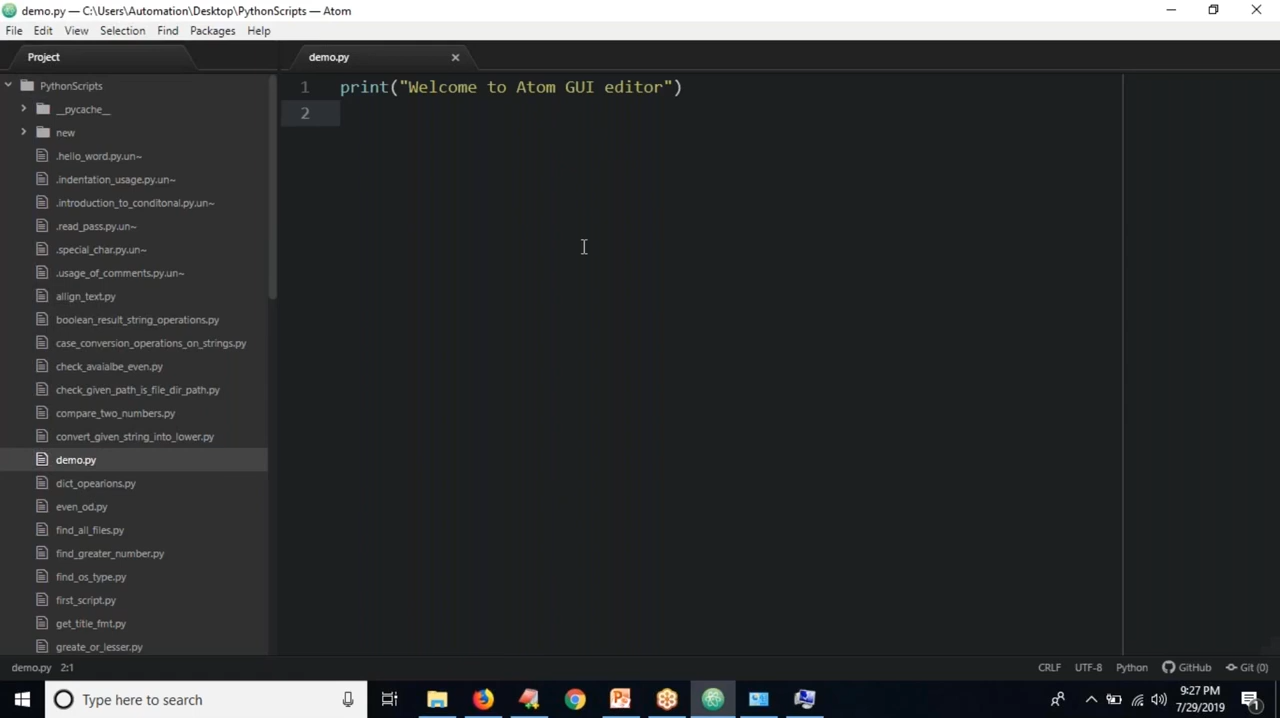 demo.py — C:\Users\Automation\Desktop\PythonScripts — Atom
File Edit View Selection Find Packages Help
Project
demo.py
PythonScripts
__pycache__
new
.hello_word.py.un~
.indentation_usage.py.un~
.introduction_to_conditonal.py.un~
.read_pass.py.un~
.special_char.py.un~
.usage_of_comments.py.un~
allign_text.py
boolean_result_string_operations.py
case_conversion_operations_on_strings.py
check_avaialbe_even.py
check_given_path_is_file_dir_path.py
compare_two_numbers.py
convert_given_string_into_lower.py
demo.py
dict_opearions.py
even_od.py
find_all_files.py
find_greater_number.py
find_os_type.py
first_script.py
get_title_fmt.py
greate_or_lesser.py
1 print("Welcome to Atom GUI editor")
2
demo.py 2:1
CRLF UTF-8 Python GitHub Git (0)
Type here to search
9:27 PM
7/29/2019
1